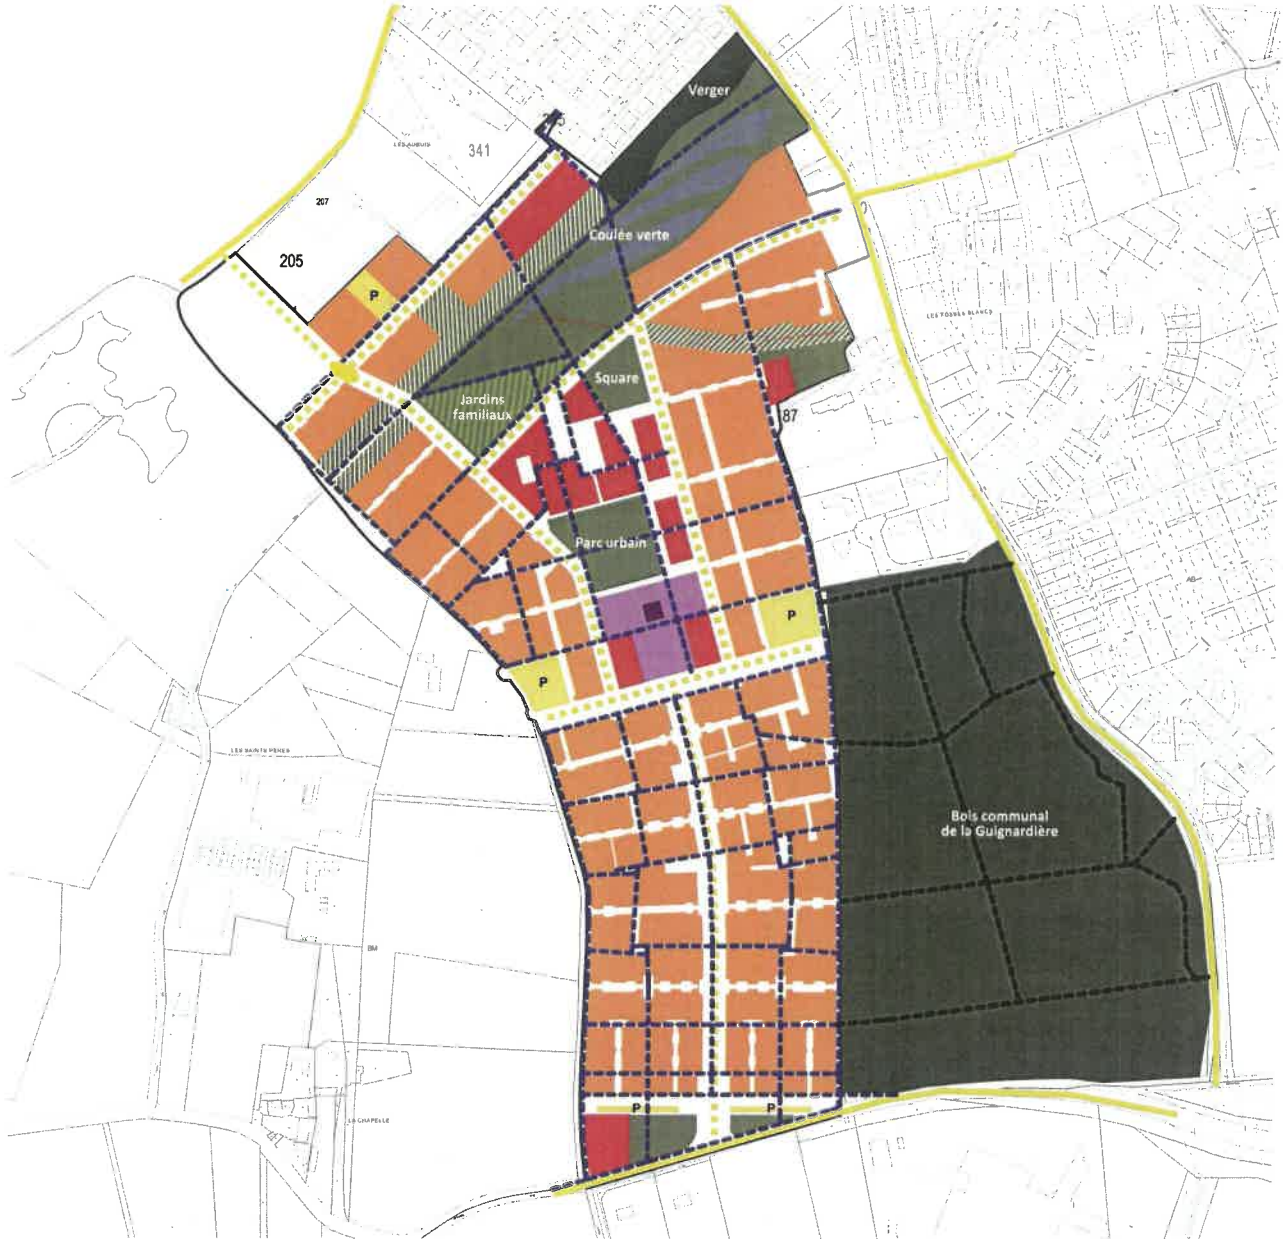 Verger
LES AUBUIS
341
207
205
Coulée verte
P
LES FOSSES BLANCS
Square
Jardins
familiaux
87
Parc urbain
AB
P
P
LES SAINTS PERES
Bois communal
de la Guignardière
BM
P
P
LA CHAPELLE